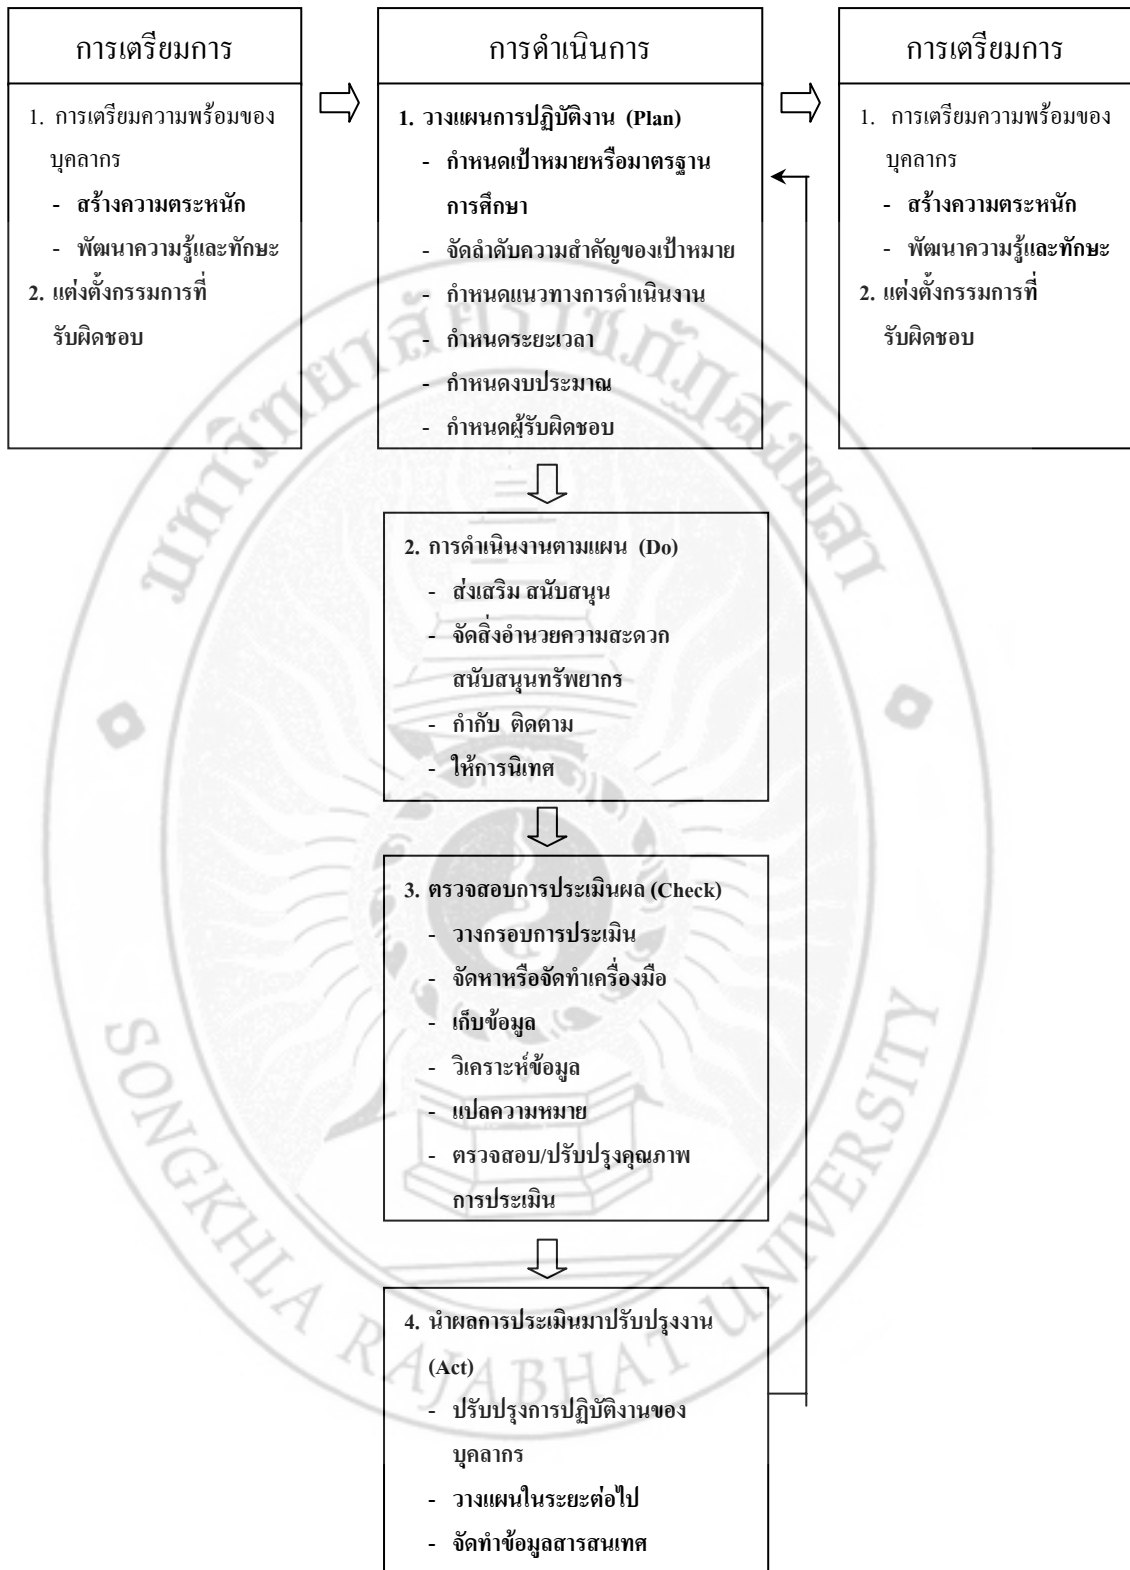 การเตรียมการ
1. การเตรียมความพร้อมของ
บุคลากร
- สร้างความตระหนัก
- พัฒนาความรู้และทักษะ
2. แต่งตั้งกรรมการที่
รับผิดชอบ
การดำเนินการ
1. วางแผนการปฏิบัติงาน (Plan)
- กำหนดเป้าหมายหรือมาตรฐาน
การศึกษา
- จัดลำดับความสำคัญของเป้าหมาย
- กำหนดแนวทางการดำเนินงาน
- กำหนดระยะเวลา
- กำหนดงบประมาณ
- กำหนดผู้รับผิดชอบ
การเตรียมการ
1. การเตรียมความพร้อมของ
บุคลากร
- สร้างความตระหนัก
- พัฒนาความรู้และทักษะ
2. แต่งตั้งกรรมการที่
รับผิดชอบ
2. การดำเนินงานตามแผน (Do)
- ส่งเสริม สนับสนุน
- จัดสิ่งอำนวยความสะดวก
สนับสนุนทรัพยากร
- กำกับ ติดตาม
- ให้การนิเทศ
3. ตรวจสอบการประเมินผล (Check)
- วางกรอบการประเมิน
- จัดหาหรือจัดทำเครื่องมือ
- เก็บข้อมูล
- วิเคราะห์ข้อมูล
- แปลความหมาย
- ตรวจสอบ/ปรับปรุงคุณภาพ
การประเมิน
4. นำผลการประเมินมาปรับปรุงงาน
(Act)
- ปรับปรุงการปฏิบัติงานของ
บุคลากร
- วางแผนในระยะต่อไป
- จัดทำข้อมูลสารสนเทศ
มหาวิทยาลัยราชภัฏสงขลา
SONGKHLA RAJABHAT UNIVERSITY